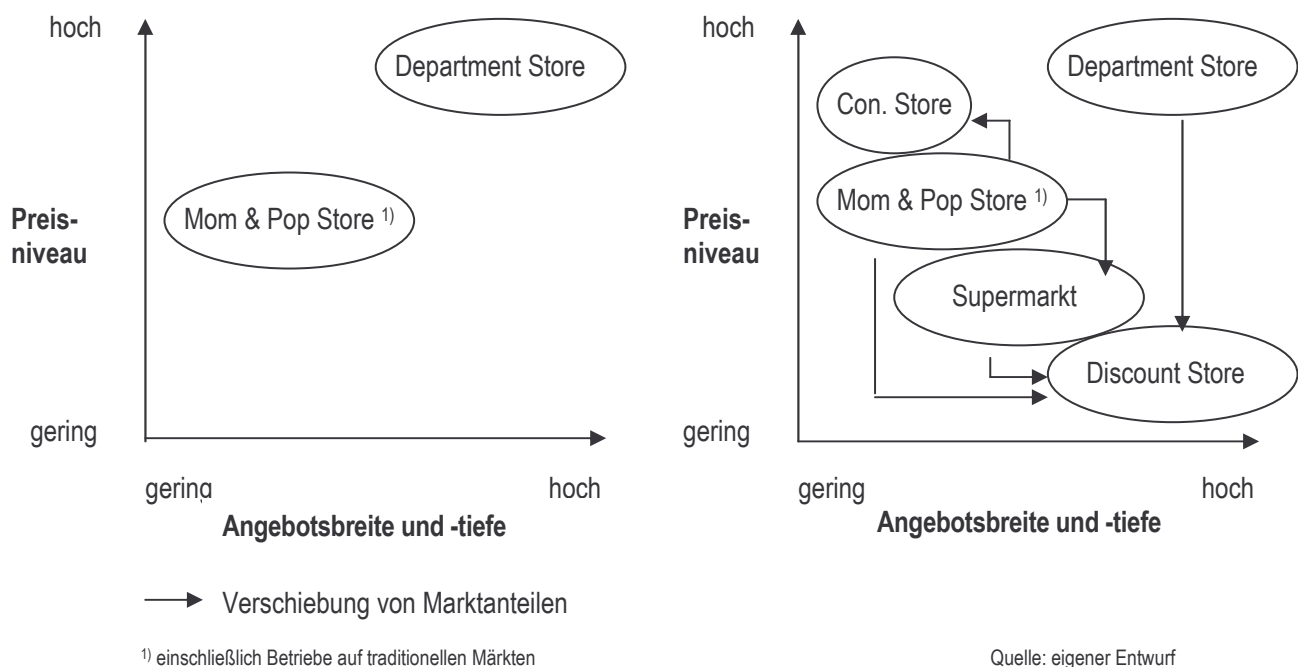 hoch
Department Store
Mom & Pop Store 1)
Preis-
niveau
gering
gering
hoch
Angebotsbreite und -tiefe
hoch
Department Store
Con. Store
Mom & Pop Store 1)
Preis-
niveau
Supermarkt
Discount Store
gering
gering
hoch
Angebotsbreite und -tiefe
Verschiebung von Marktanteilen
1) einschließlich Betriebe auf traditionellen Märkten
Quelle: eigener Entwurf